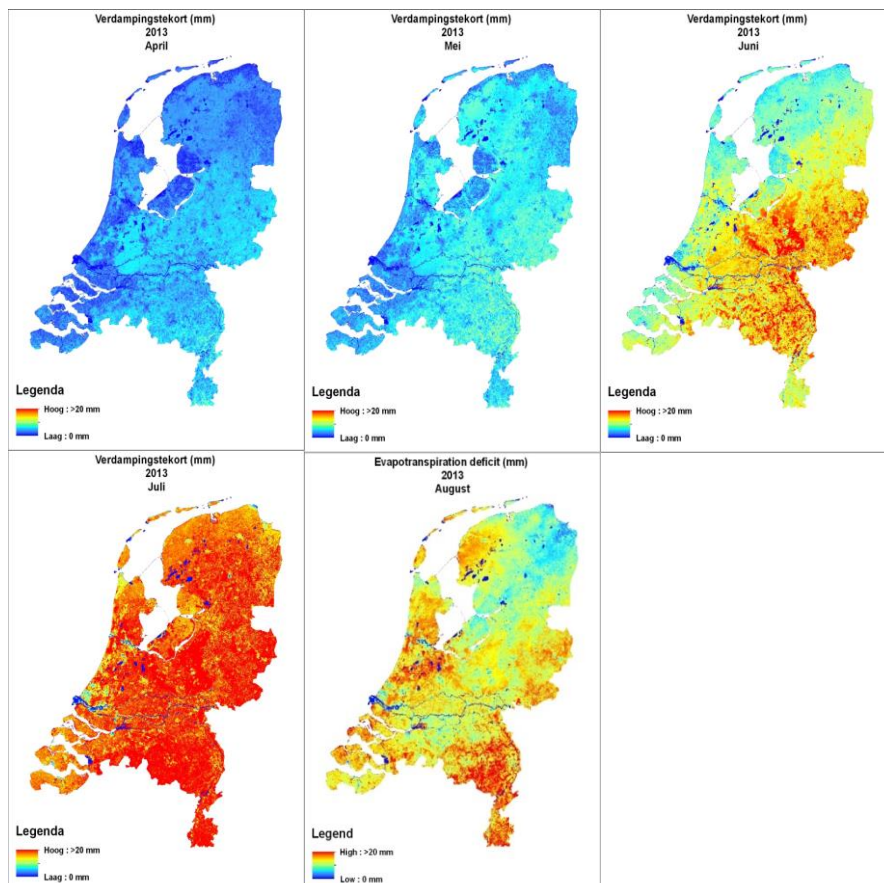 Verdampingstekort (mm)
2013
April
Legenda
Hoog : >20 mm
Laag : 0 mm
Verdampingstekort (mm)
2013
Mei
Legenda
Hoog : >20 mm
Laag : 0 mm
Verdampingstekort (mm)
2013
Juni
Legenda
Hoog : >20 mm
Laag : 0 mm
Verdampingstekort (mm)
2013
Juli
Legenda
Hoog : >20 mm
Laag : 0 mm
Evapotranspiration deficit (mm)
2013
August
Legend
High : >20 mm
Low : 0 mm